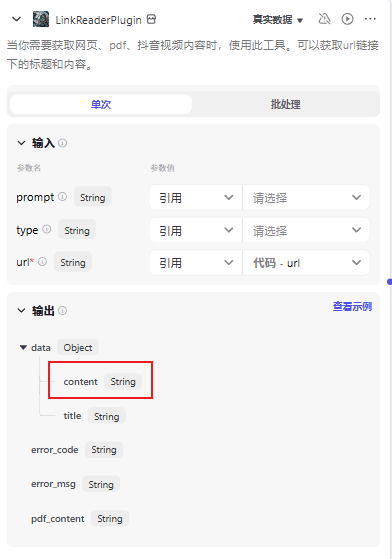 LinkReaderPlugin 真实数据
当你需要获取网页、pdf、抖音视频内容时，使用此工具。可以获取url链接
下的标题和内容。
单次 批处理
输入
参数名 参数值
prompt String 引用 请选择
type String 引用 请选择
url* String 引用 代码 - url
输出 查看示例
data Object
content String
title String
error_code String
error_msg String
pdf_content String